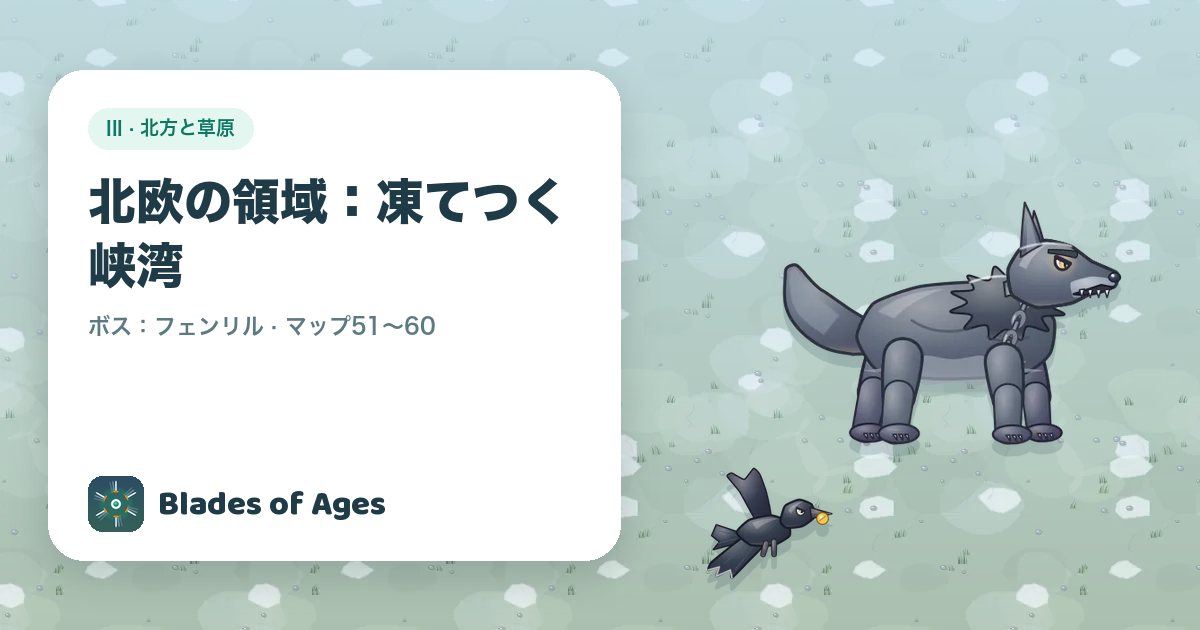 III · 北方と草原
北欧の領域：凍てつく
峡湾
ボス：フェンリル · マップ51〜60
Blades of Ages